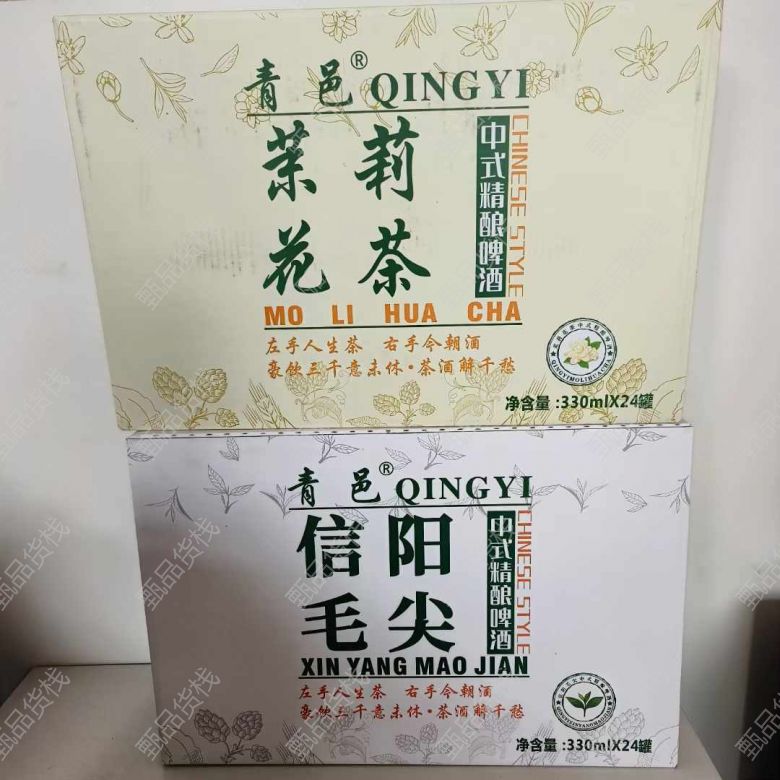 青邑®QINGYI
茉莉
花茶
中式精酿啤酒
CHINESE STYLE
MO LI HUA CHA
左手人生茶 右手今朝酒
豪饮三千意未休·茶酒解千愁
QINGYIMOLIHUACHA
净含量:330mlX24罐
青邑®QINGYI
信阳
毛尖
中式精酿啤酒
CHINESE STYLE
XIN YANG MAO JIAN
左手人生茶 右手今朝酒
豪饮三千意未休·茶酒解千愁
净含量:330mlX24罐
甄品货栈